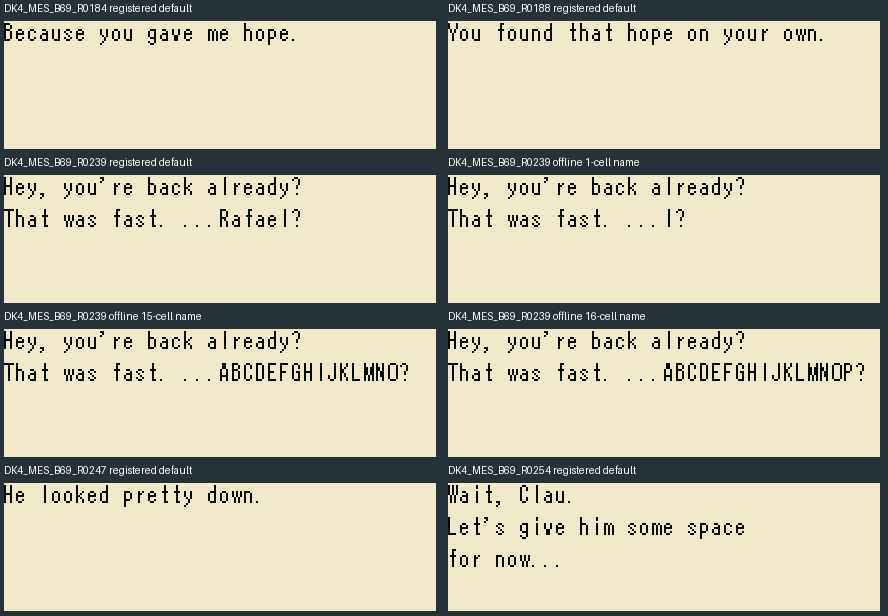 DK4_MES_B69_R0184 registered default
Because you gave me hope.
DK4_MES_B69_R0188 registered default
You found that hope on your own.
DK4_MES_B69_R0239 registered default
Hey, you're back already?
That was fast. ...Rafael?
DK4_MES_B69_R0239 offline 1-cell name
Hey, you're back already?
That was fast. ...I?
DK4_MES_B69_R0239 offline 15-cell name
Hey, you're back already?
That was fast. ...ABCDEFGHIJKLMNO?
DK4_MES_B69_R0239 offline 16-cell name
Hey, you're back already?
That was fast. ...ABCDEFGHIJKLMNOP?
DK4_MES_B69_R0247 registered default
He looked pretty down.
DK4_MES_B69_R0254 registered default
Wait, Clau.
Let's give him some space
for now...